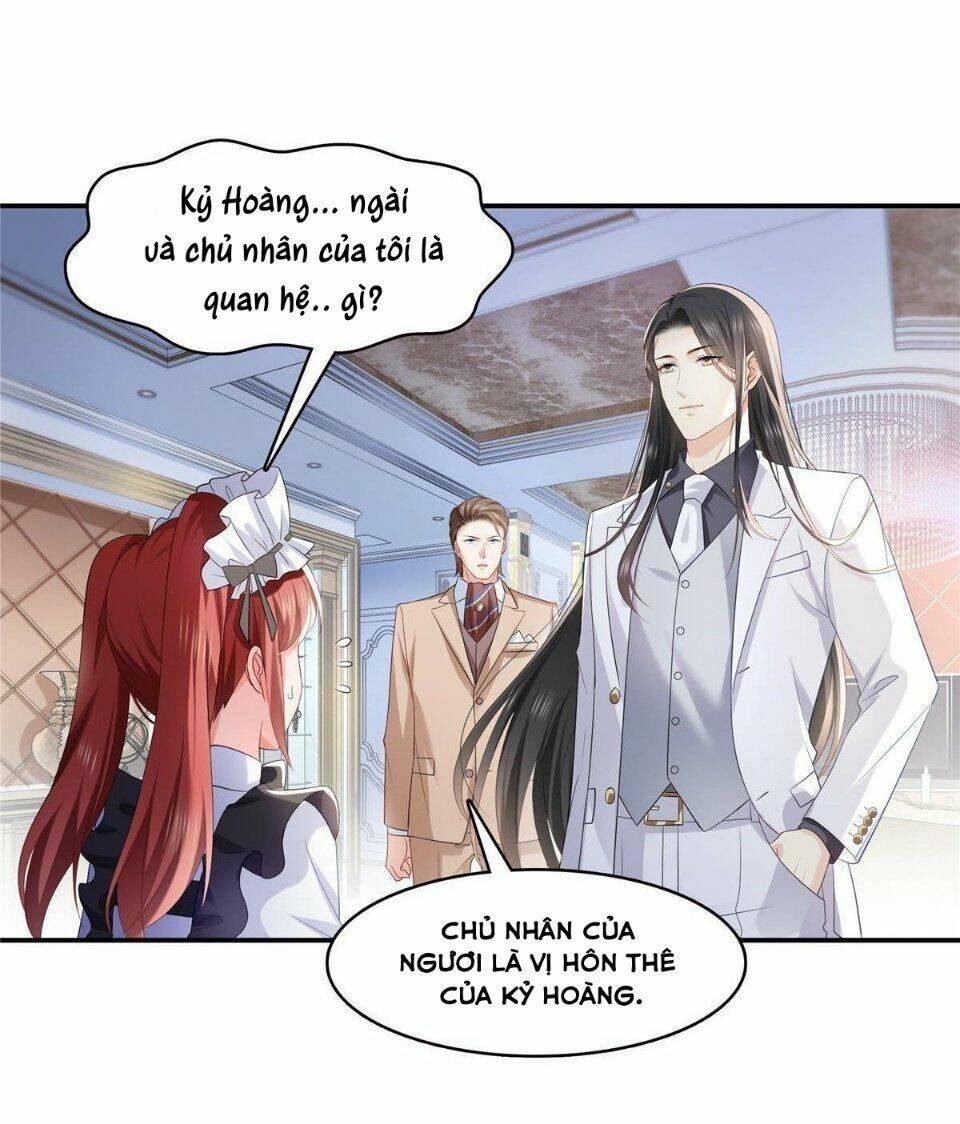 Kỷ Hoàng... ngài
và chủ nhân của tôi là
quan hệ.. gì?
CHỦ NHÂN CỦA
NGƯƠI LÀ VỊ HÔN THÊ
CỦA KỶ HOÀNG.